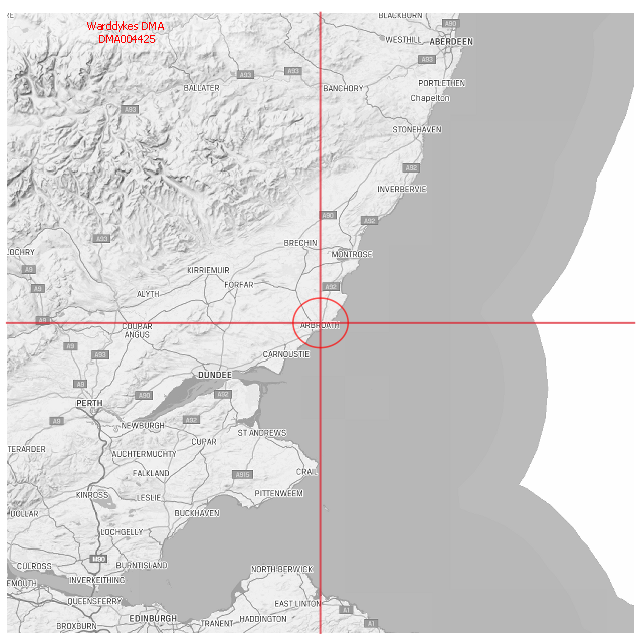 BLACKBURN
A90
Warddykes DMA
DMA004425
WESTHILL
ABERDEEN
A93
A93
A93
PORTLETHEN
BALLATER
BANCHORY
Chapelton
A93
STONEHAVEN
A92
INVERBERVIE
A90
A92
A93
BRECHIN
LOCHRY
MONTROSE
A9
KIRRIEMUIR
FORFAR
A9
A92
ALYTH
A9
COUPAR
ANGUS
ARBROATH
A9
A93
CARNOUSTIE
DUNDEE
A9
A90
A92
PERTH
A9
A92
NEWBURGH
ST ANDREWS
CUPAR
TERARDER
AUCHTERMUCHTY
FALKLAND
A915
CRAIL
KINROSS
LESLIE
PITTENWEEM
DOLLAR
BUCKHAVEN
LOCHGELLY
M90
CULROSS
BURNTISLAND
NORTH BERWICK
EMOUTH
INVERKEITHING
QUEENSFERRY
EAST LINTON
A1
EDINBURGH
HADDINGTON
BROXBURN
TRANENT
A1